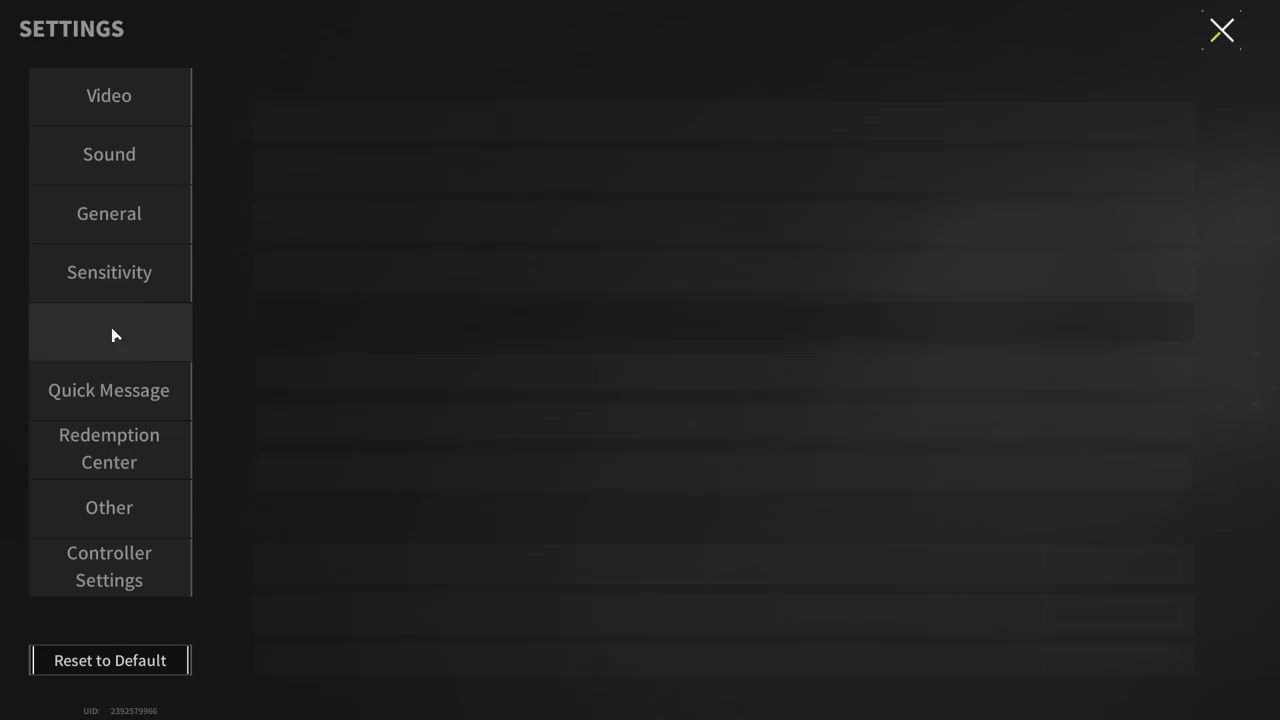 SETTINGS
Video
Sound
General
Sensitivity
Quick Message
Redemption
Center
Other
Controller
Settings
Reset to Default
UID: 2392579966